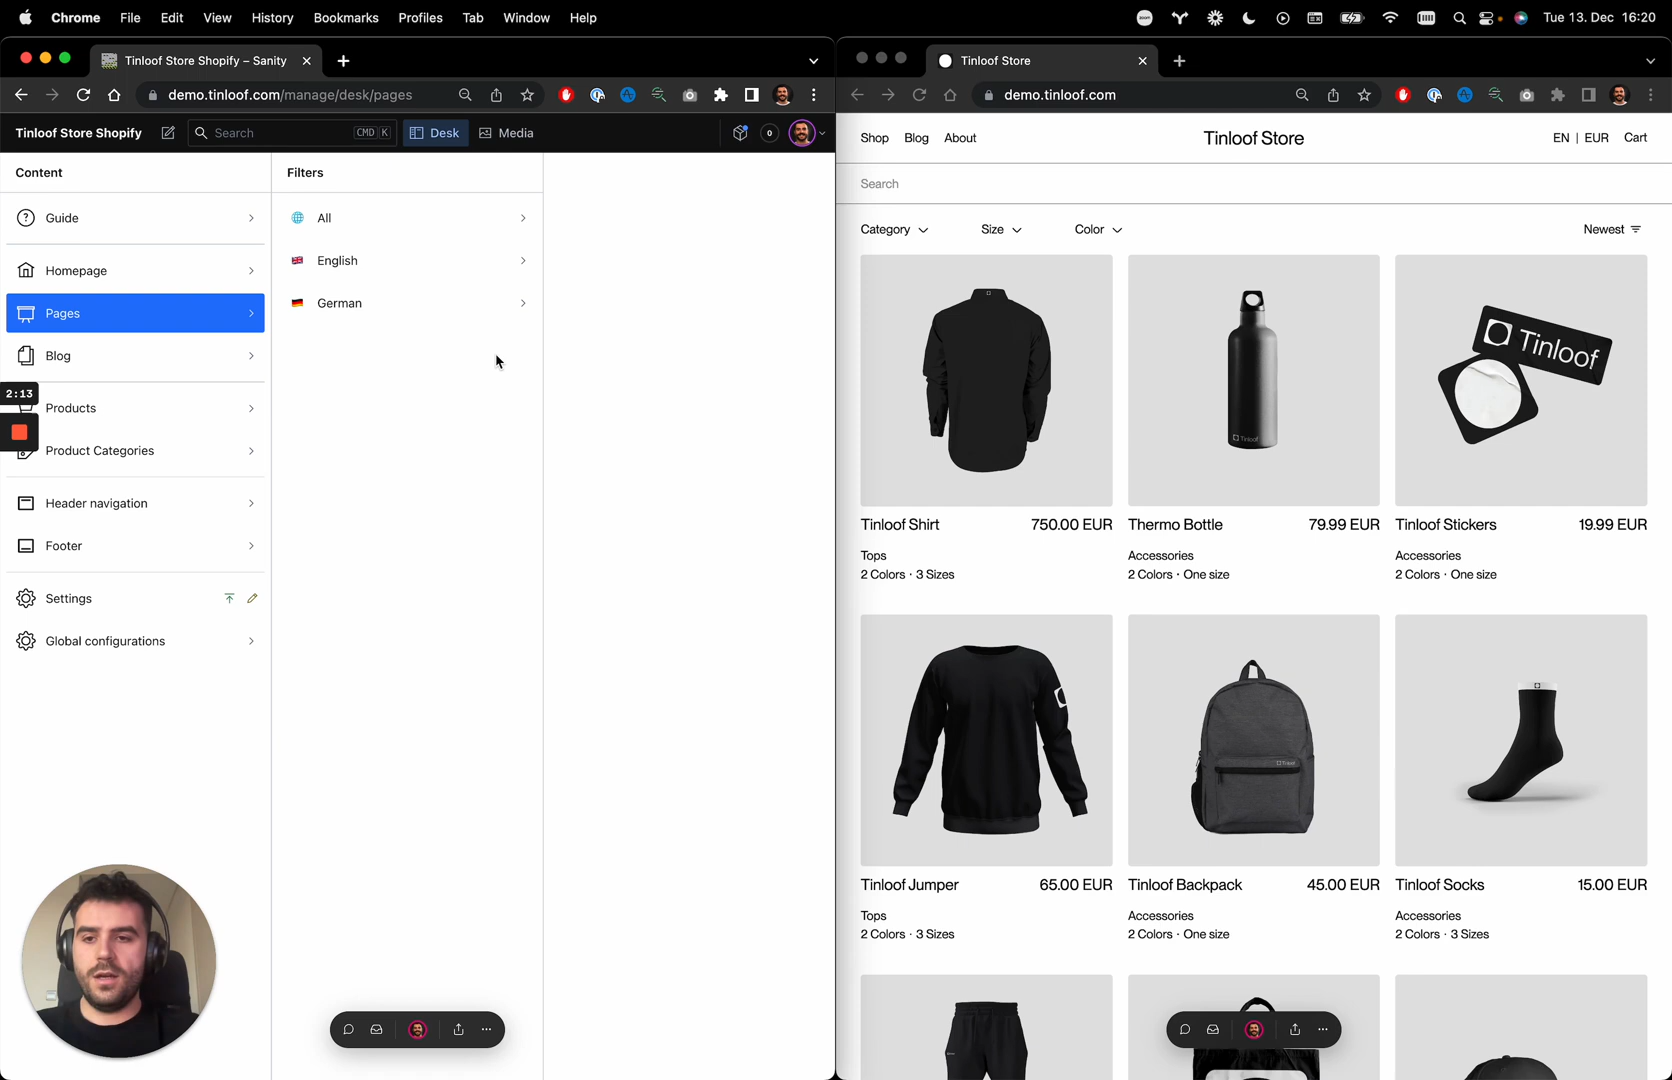 Chrome File Edit View History Bookmarks Profiles Tab Window Help
Tue 13. Dec 16:20
Tinloof Store Shopify – Sanity
demo.tinloof.com/manage/desk/pages
Tinloof Store Shopify
Search
CMD K
Desk
Media
0
Content
Guide
Homepage
Pages
Blog
2:13
Products
Product Categories
Header navigation
Footer
Settings
Global configurations
Filters
All
English
German
Tinloof Store
demo.tinloof.com
Shop Blog About
Tinloof Store
EN | EUR Cart
Search
Category Size Color Newest
Tinloof
Tinloof
Tinloof Shirt 750.00 EUR
Tops
2 Colors · 3 Sizes
Thermo Bottle 79.99 EUR
Accessories
2 Colors · One size
Tinloof Stickers 19.99 EUR
Accessories
2 Colors · One size
Tinloof
Tinloof Jumper 65.00 EUR
Tops
2 Colors · 3 Sizes
Tinloof Backpack 45.00 EUR
Accessories
2 Colors · One size
Tinloof Socks 15.00 EUR
Accessories
2 Colors · 3 Sizes